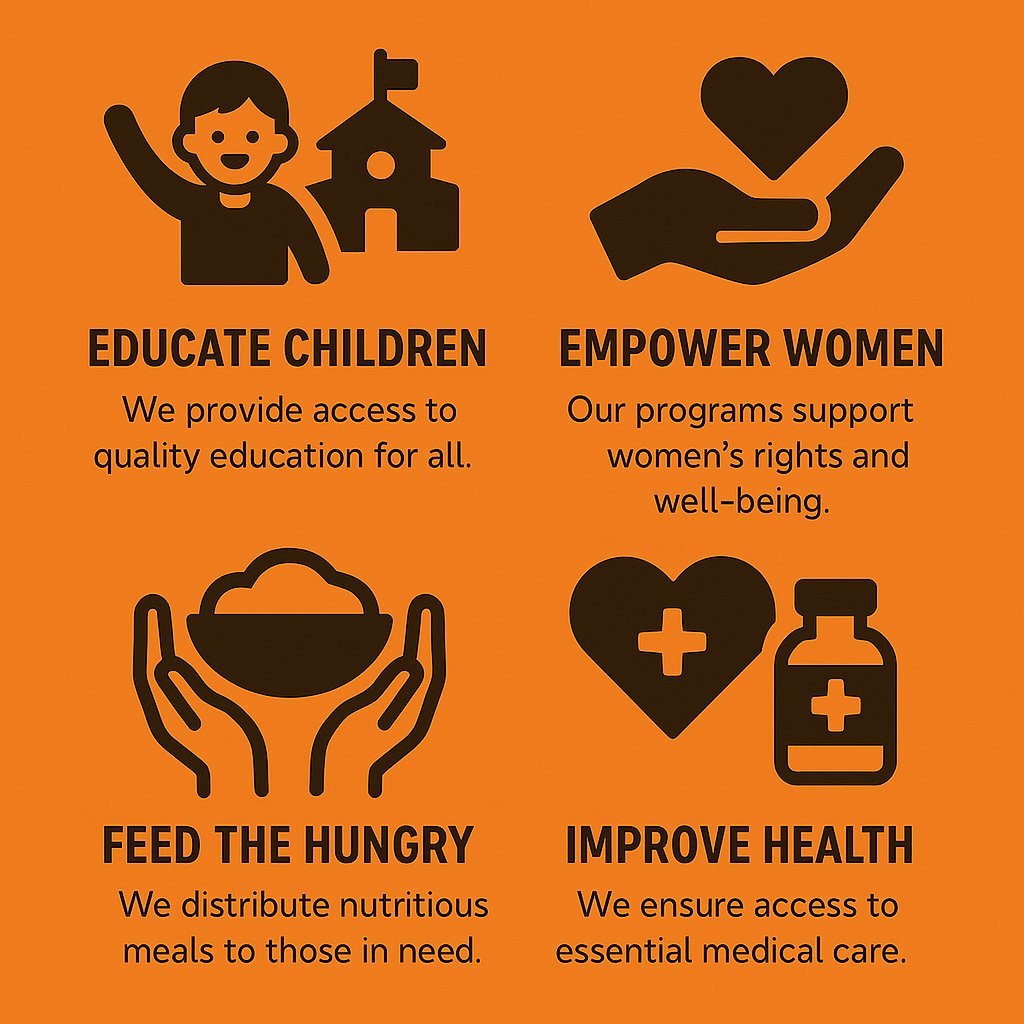 EDUCATE CHILDREN
We provide access to
quality education for all.
EMPOWER WOMEN
Our programs support
women's rights and
well-being.
FEED THE HUNGRY
We distribute nutritious
meals to those in need.
IMPROVE HEALTH
We ensure access to
essential medical care.